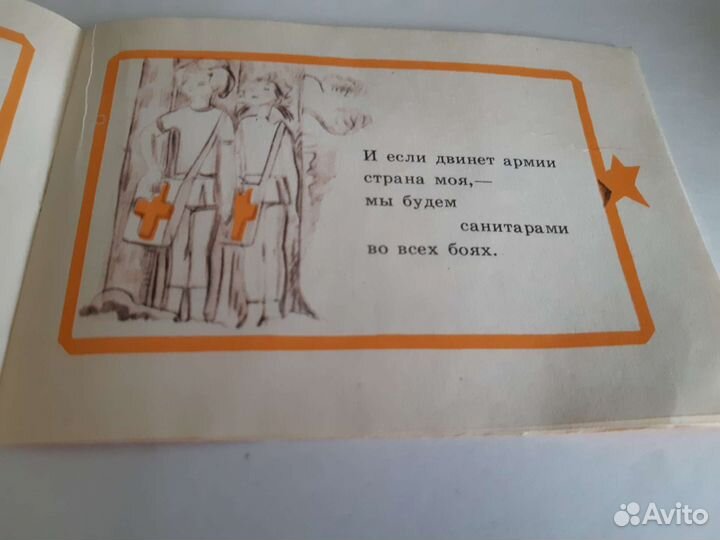 И если двинет армии
страна моя,—
мы будем
санитарами
во всех боях.
Avito